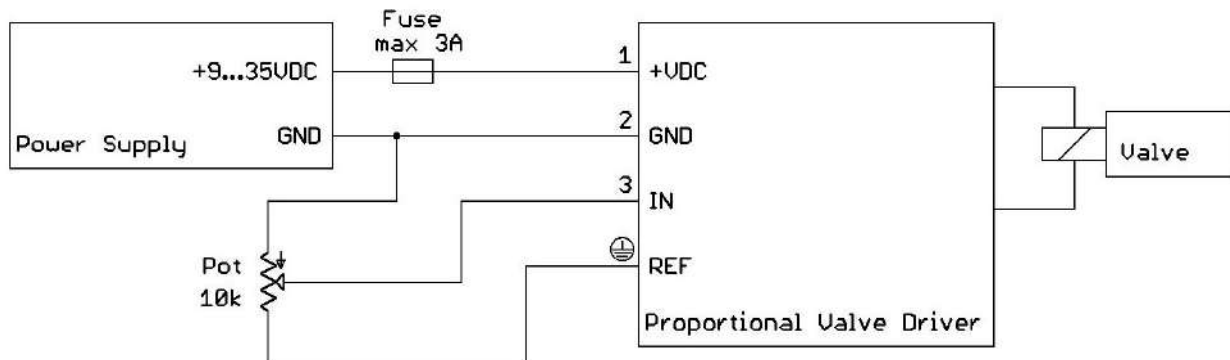 Fuse
max 3A
+9...35VDC
1
+VDC
GND
2
GND
Power Supply
Valve
3
IN
REF
Pot
10k
Proportional Valve Driver